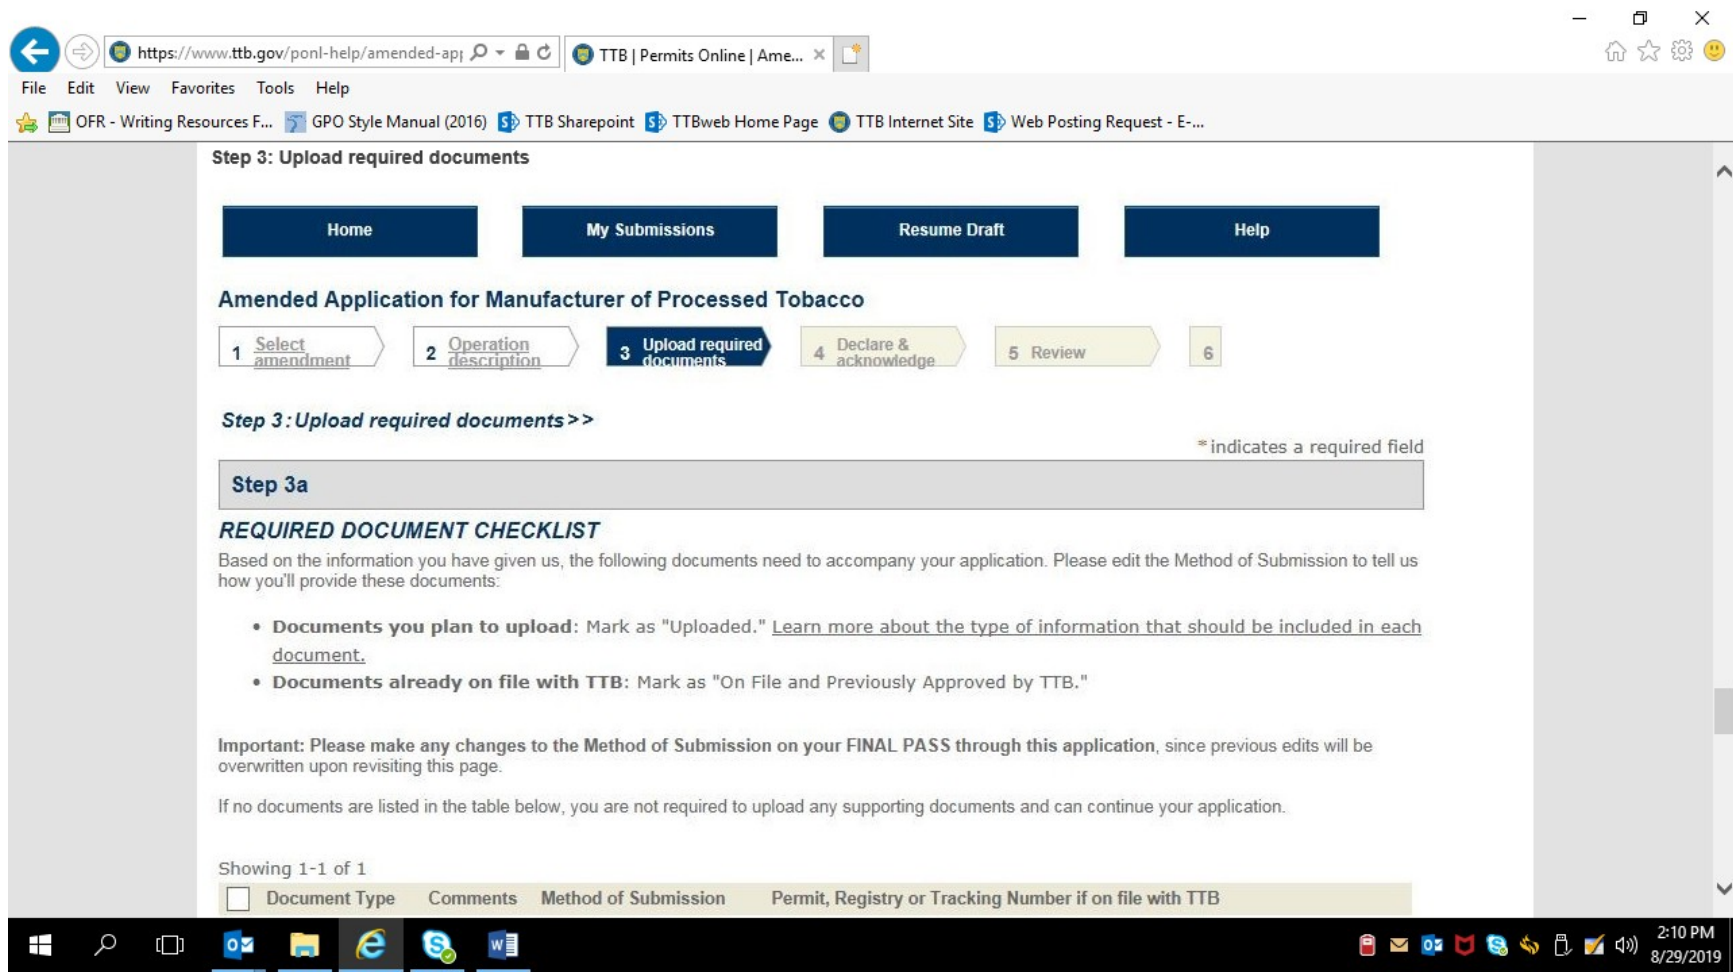 https://www.ttb.gov/ponl-help/amended-ap
TTB | Permits Online | Ame...
File Edit View Favorites Tools Help
OFR - Writing Resources F... GPO Style Manual (2016) TTB Sharepoint TTBweb Home Page TTB Internet Site Web Posting Request - E-...
Step 3: Upload required documents
Home My Submissions Resume Draft Help
Amended Application for Manufacturer of Processed Tobacco
1 Select amendment
2 Operation description
3 Upload required documents
4 Declare & acknowledge
5 Review
6
Step 3:Upload required documents>>
*indicates a required field
Step 3a
REQUIRED DOCUMENT CHECKLIST
Based on the information you have given us, the following documents need to accompany your application. Please edit the Method of Submission to tell us
how you'll provide these documents:
• Documents you plan to upload: Mark as "Uploaded." Learn more about the type of information that should be included in each
document.
• Documents already on file with TTB: Mark as "On File and Previously Approved by TTB."
Important: Please make any changes to the Method of Submission on your FINAL PASS through this application, since previous edits will be
overwritten upon revisiting this page.
If no documents are listed in the table below, you are not required to upload any supporting documents and can continue your application.
Showing 1-1 of 1
Document Type Comments Method of Submission Permit, Registry or Tracking Number if on file with TTB
2:10 PM
8/29/2019